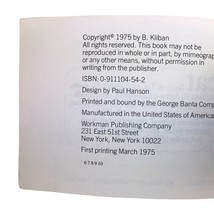 Copyright© 1975 by B. Kliban
All rights reserved. This book may not be
reproduced in whole or in part, by mimeograp
or any other means, without permission in
writing from the publisher.
ISBN: 0-911104-54-2
Design by Paul Hanson
Printed and bound by the George Banta Compa
Manufactured in the United States of America
Workman Publishing Company
231 East 51st Street
New York, New York 10022
First printing March 1975
6 7 8 9 10